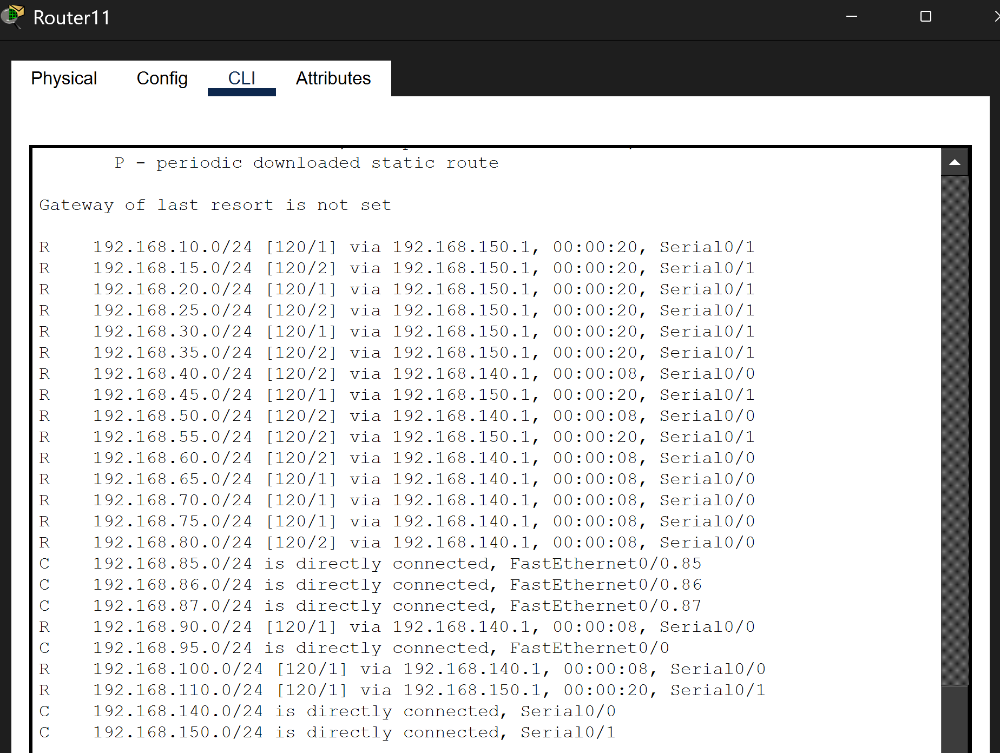 Router11
Physical Config CLI Attributes
P - periodic downloaded static route
Gateway of last resort is not set
R 192.168.10.0/24 [120/1] via 192.168.150.1, 00:00:20, Serial0/1
R 192.168.15.0/24 [120/2] via 192.168.150.1, 00:00:20, Serial0/1
R 192.168.20.0/24 [120/1] via 192.168.150.1, 00:00:20, Serial0/1
R 192.168.25.0/24 [120/2] via 192.168.150.1, 00:00:20, Serial0/1
R 192.168.30.0/24 [120/1] via 192.168.150.1, 00:00:20, Serial0/1
R 192.168.35.0/24 [120/2] via 192.168.150.1, 00:00:20, Serial0/1
R 192.168.40.0/24 [120/2] via 192.168.140.1, 00:00:08, Serial0/0
R 192.168.45.0/24 [120/1] via 192.168.150.1, 00:00:20, Serial0/1
R 192.168.50.0/24 [120/2] via 192.168.140.1, 00:00:08, Serial0/0
R 192.168.55.0/24 [120/2] via 192.168.150.1, 00:00:20, Serial0/1
R 192.168.60.0/24 [120/2] via 192.168.140.1, 00:00:08, Serial0/0
R 192.168.65.0/24 [120/1] via 192.168.140.1, 00:00:08, Serial0/0
R 192.168.70.0/24 [120/1] via 192.168.140.1, 00:00:08, Serial0/0
R 192.168.75.0/24 [120/1] via 192.168.140.1, 00:00:08, Serial0/0
R 192.168.80.0/24 [120/2] via 192.168.140.1, 00:00:08, Serial0/0
C 192.168.85.0/24 is directly connected, FastEthernet0/0.85
C 192.168.86.0/24 is directly connected, FastEthernet0/0.86
C 192.168.87.0/24 is directly connected, FastEthernet0/0.87
R 192.168.90.0/24 [120/1] via 192.168.140.1, 00:00:08, Serial0/0
C 192.168.95.0/24 is directly connected, FastEthernet0/0
R 192.168.100.0/24 [120/1] via 192.168.140.1, 00:00:08, Serial0/0
R 192.168.110.0/24 [120/1] via 192.168.150.1, 00:00:20, Serial0/1
C 192.168.140.0/24 is directly connected, Serial0/0
C 192.168.150.0/24 is directly connected, Serial0/1